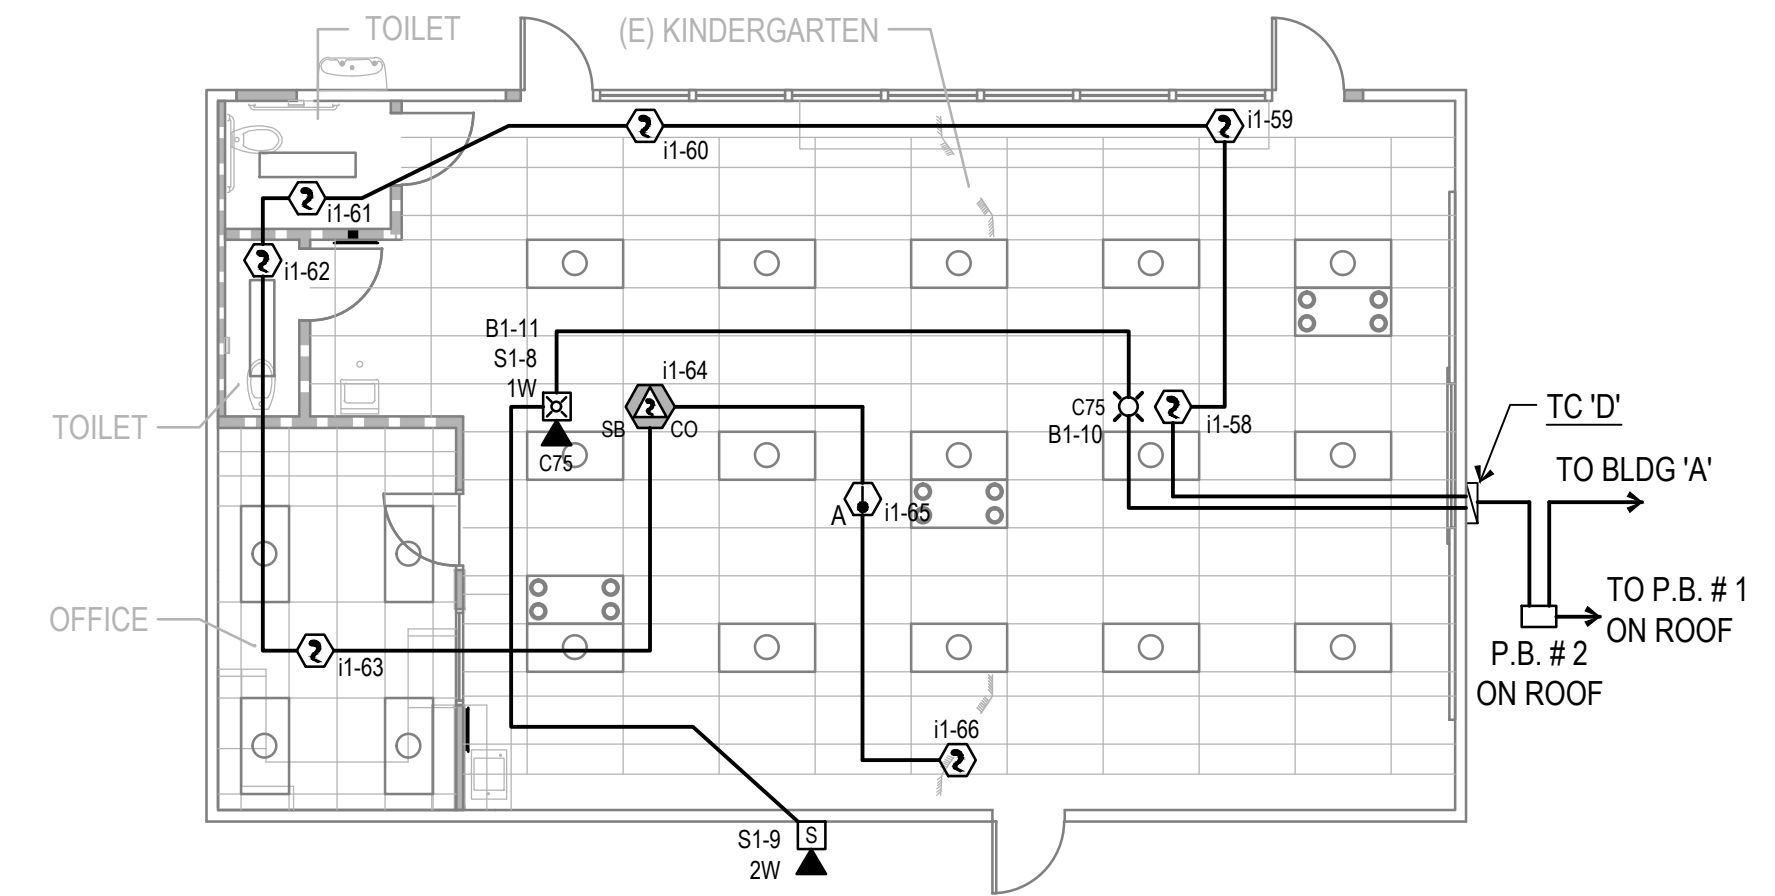 TOILET
(E) KINDERGARTEN
i1-59
i1-60
i1-61
i1-62
B1-11
S1-8
1W
i1-64
SB
CO
C75
C75
B1-10
i1-58
TC 'D'
TOILET
TO BLDG 'A'
A
i1-65
TO P.B. # 1
ON ROOF
OFFICE
i1-63
P.B. # 2
ON ROOF
i1-66
S1-9
2W
S